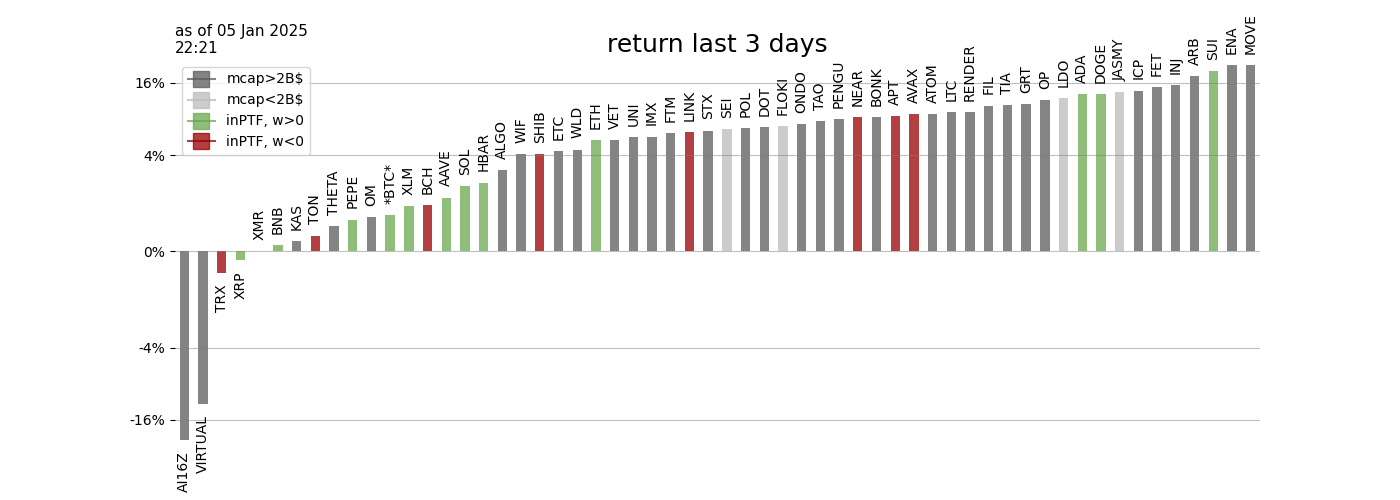 as of 05 Jan 2025
22:21
return last 3 days
mcap>2B$
mcap<2B$
inPTF, w>0
inPTF, w<0
16%
4%
0%
-4%
-16%
AI16Z
VIRTUAL
TRX
XRP
XMR
BNB
KAS
TON
THETA
PEPE
OM
*BTC*
XLM
BCH
AAVE
SOL
HBAR
ALGO
WIF
SHIB
ETC
WLD
ETH
VET
UNI
IMX
FTM
LINK
STX
SEI
POL
DOT
FLOKI
ONDO
TAO
PENGU
NEAR
BONK
APT
AVAX
ATOM
LTC
RENDER
FIL
TIA
GRT
OP
LDO
ADA
DOGE
JASMY
ICP
FET
INJ
ARB
SUI
ENA
MOVE